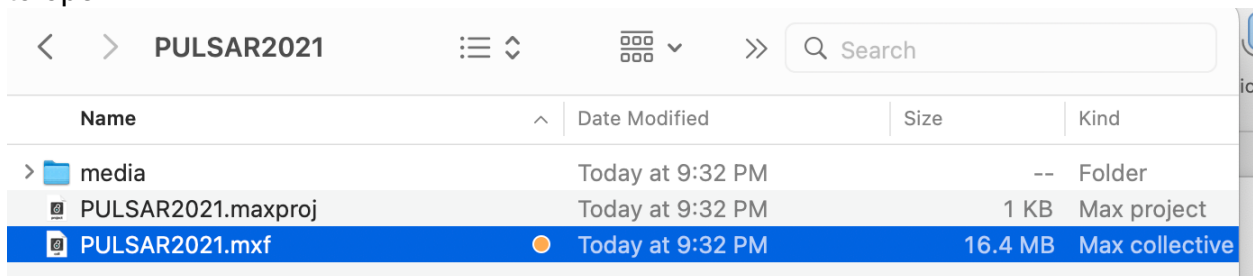 PULSAR2021
Search
Name Date Modified Size Kind
media Today at 9:32 PM -- Folder
PULSAR2021.maxproj Today at 9:32 PM 1 KB Max project
PULSAR2021.mxf Today at 9:32 PM 16.4 MB Max collective